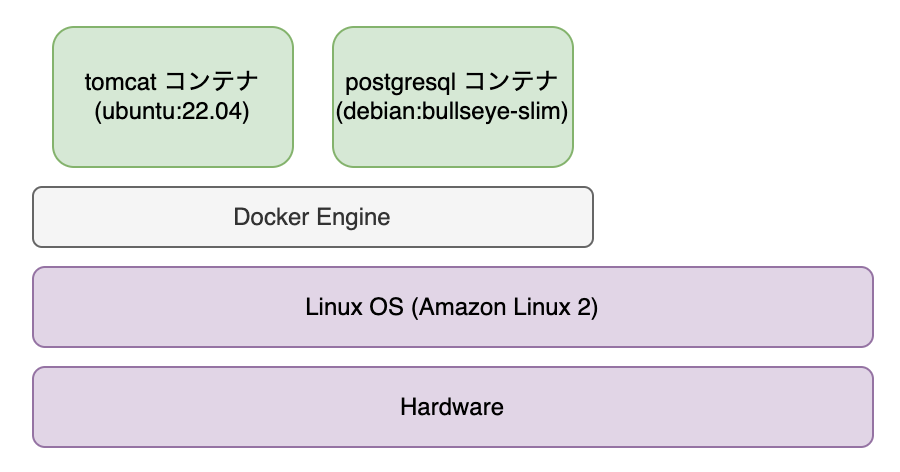 tomcat コンテナ
(ubuntu:22.04)
postgresql コンテナ
(debian:bullseye-slim)
Docker Engine
Linux OS (Amazon Linux 2)
Hardware